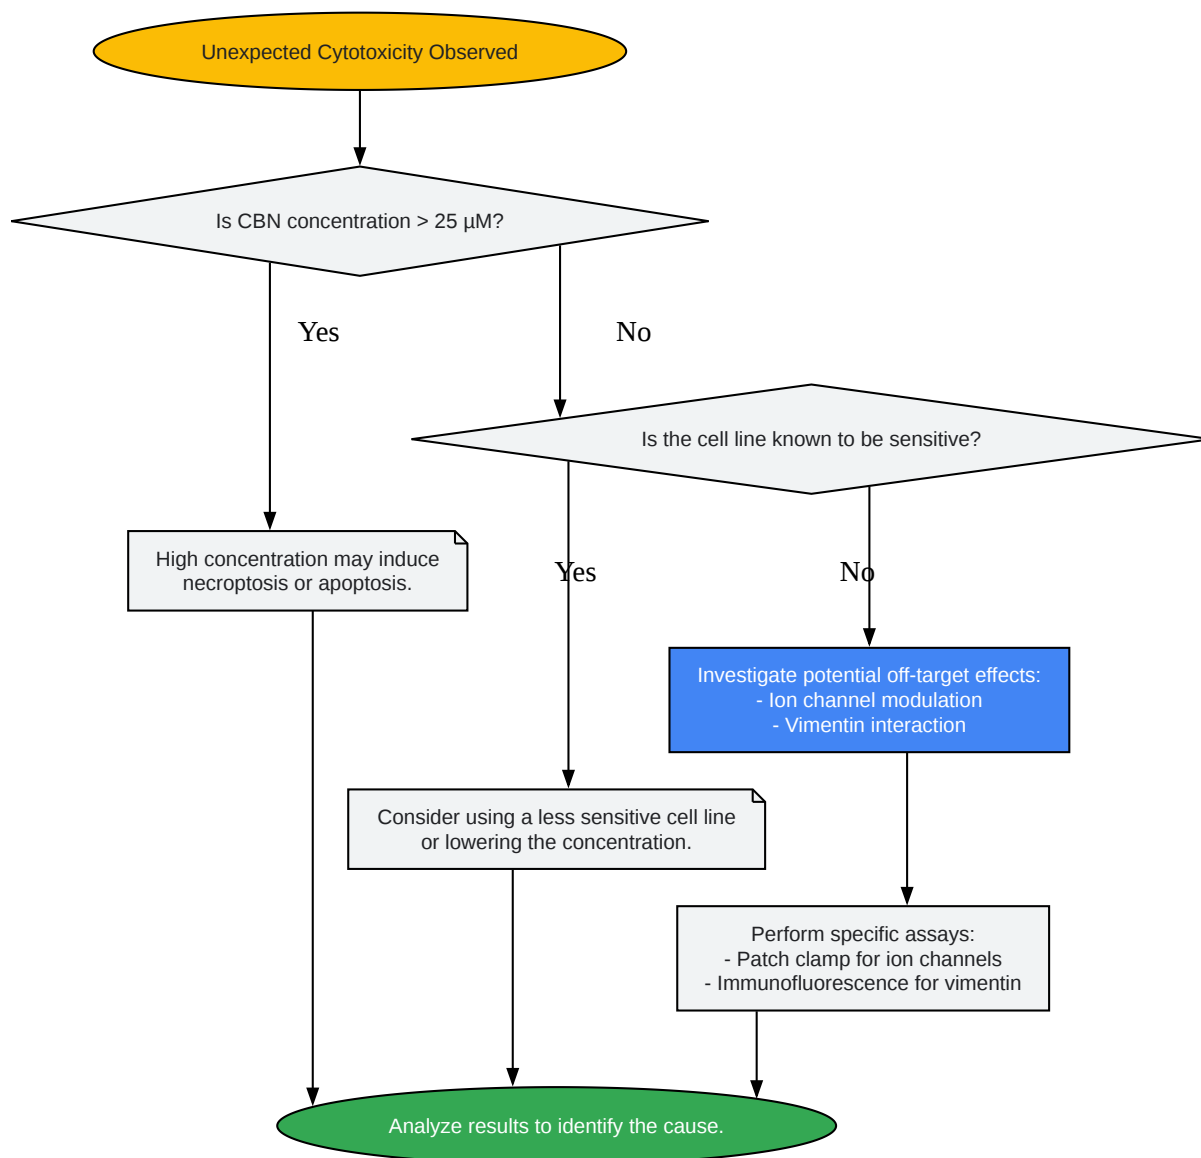 Unexpected Cytotoxicity Observed
Is CBN concentration > 25 µM?
Yes
No
Is the cell line known to be sensitive?
High concentration may induce
necroptosis or apoptosis.
Yes
No
Investigate potential off-target effects:
- Ion channel modulation
- Vimentin interaction
Consider using a less sensitive cell line
or lowering the concentration.
Perform specific assays:
- Patch clamp for ion channels
- Immunofluorescence for vimentin
Analyze results to identify the cause.